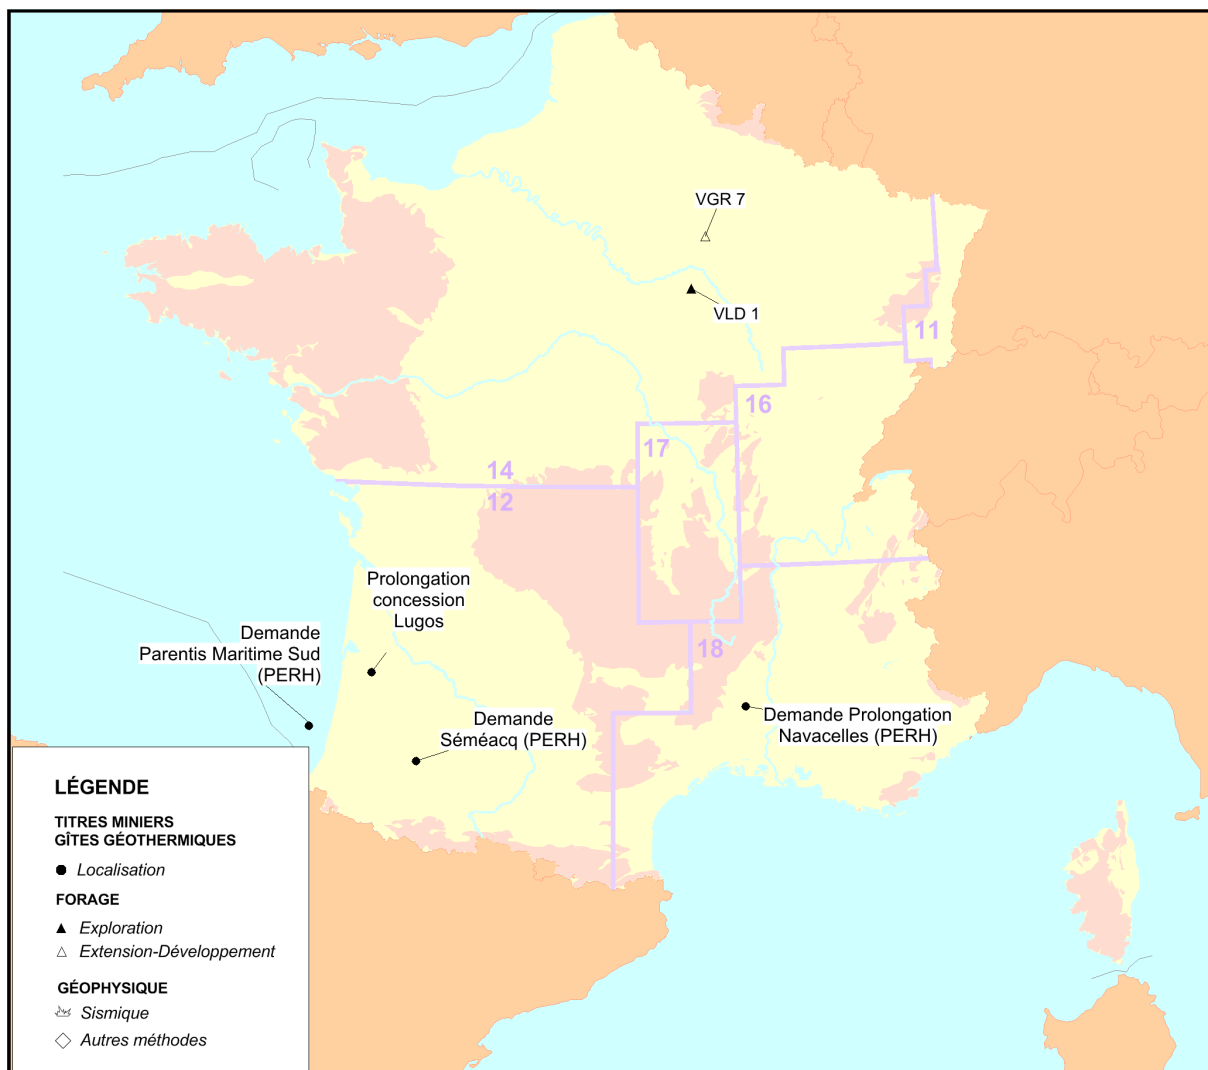 VGR 7
VLD 1
11
16
17
14
12
Prolongation
concession
Lugos
Demande
Parentis Maritime Sud
(PERH)
18
Demande
Séméacq (PERH)
Demande Prolongation
Navacelles (PERH)
LÉGENDE
TITRES MINIERS
GÎTES GÉOTHERMIQUES
Localisation
FORAGE
Exploration
Extension-Développement
GÉOPHYSIQUE
Sismique
Autres méthodes